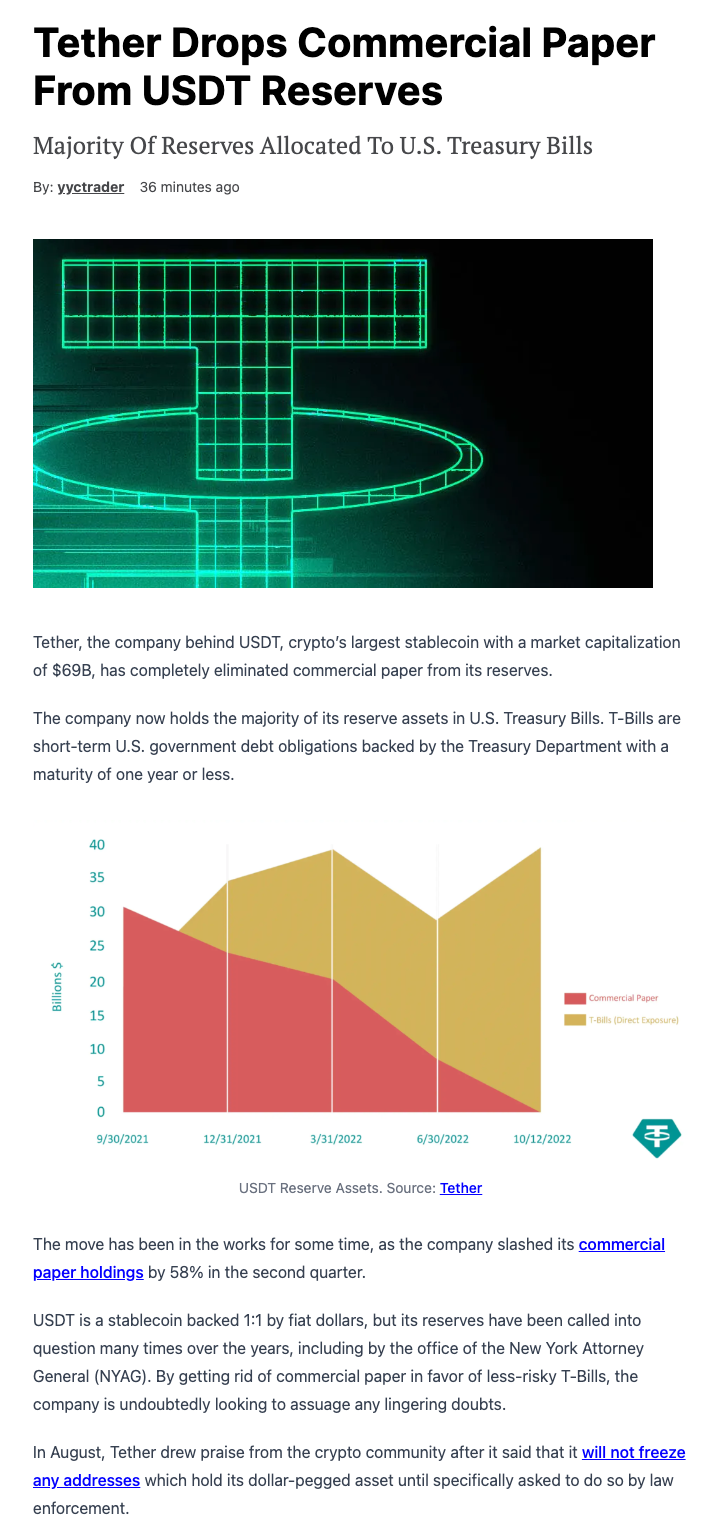 Tether Drops Commercial Paper
From USDT Reserves
Majority Of Reserves Allocated To U.S. Treasury Bills
By: yyctrader 36 minutes ago
Tether, the company behind USDT, crypto’s largest stablecoin with a market capitalization
of $69B, has completely eliminated commercial paper from its reserves.
The company now holds the majority of its reserve assets in U.S. Treasury Bills. T-Bills are
short-term U.S. government debt obligations backed by the Treasury Department with a
maturity of one year or less.
40
35
30
25
20
15
10
5
0
Billions $
Commercial Paper
T-Bills (Direct Exposure)
9/30/2021 12/31/2021 3/31/2022 6/30/2022 10/12/2022
USDT Reserve Assets. Source: Tether
The move has been in the works for some time, as the company slashed its commercial
paper holdings by 58% in the second quarter.
USDT is a stablecoin backed 1:1 by fiat dollars, but its reserves have been called into
question many times over the years, including by the office of the New York Attorney
General (NYAG). By getting rid of commercial paper in favor of less-risky T-Bills, the
company is undoubtedly looking to assuage any lingering doubts.
In August, Tether drew praise from the crypto community after it said that it will not freeze
any addresses which hold its dollar-pegged asset until specifically asked to do so by law
enforcement.